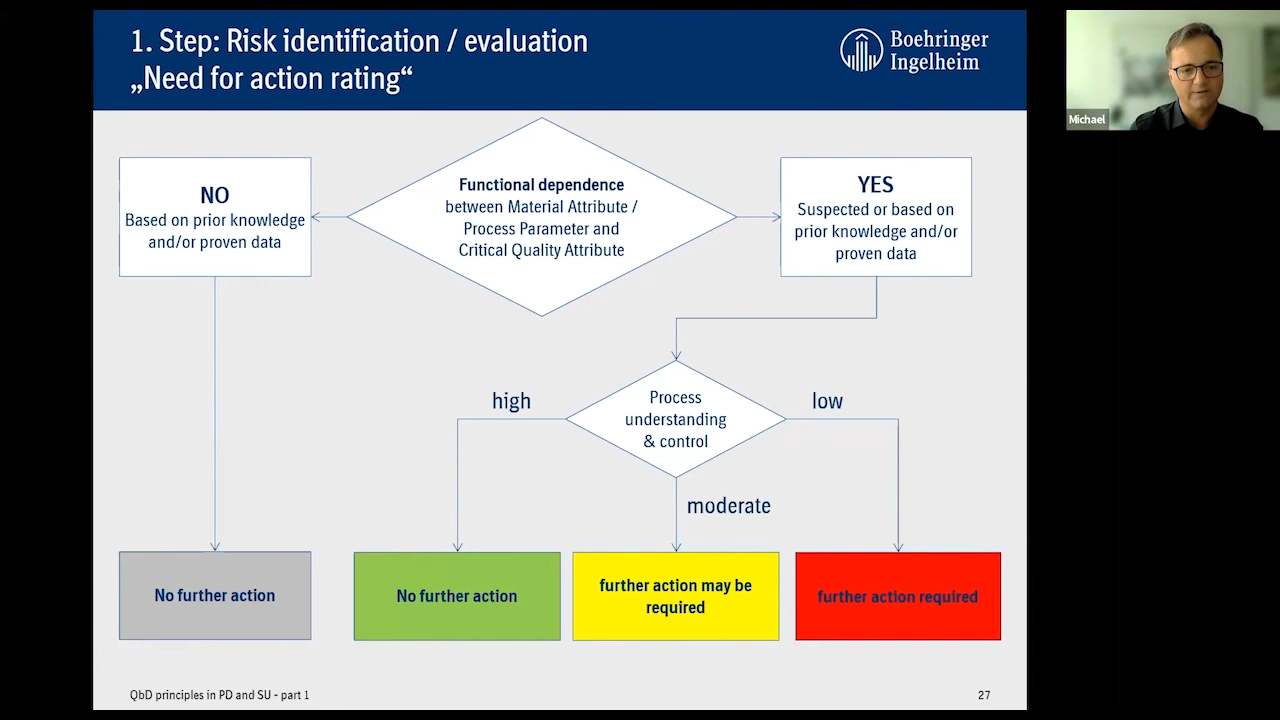 1. Step: Risk identification / evaluation
„Need for action rating“
Boehringer
Ingelheim
Michael
NO
Based on prior knowledge
and/or proven data
Functional dependence
between Material Attribute /
Process Parameter and
Critical Quality Attribute
YES
Suspected or based on
prior knowledge and/or
proven data
high
Process
understanding
& control
low
moderate
No further action
No further action
further action may be
required
further action required
QbD principles in PD and SU - part 1
27